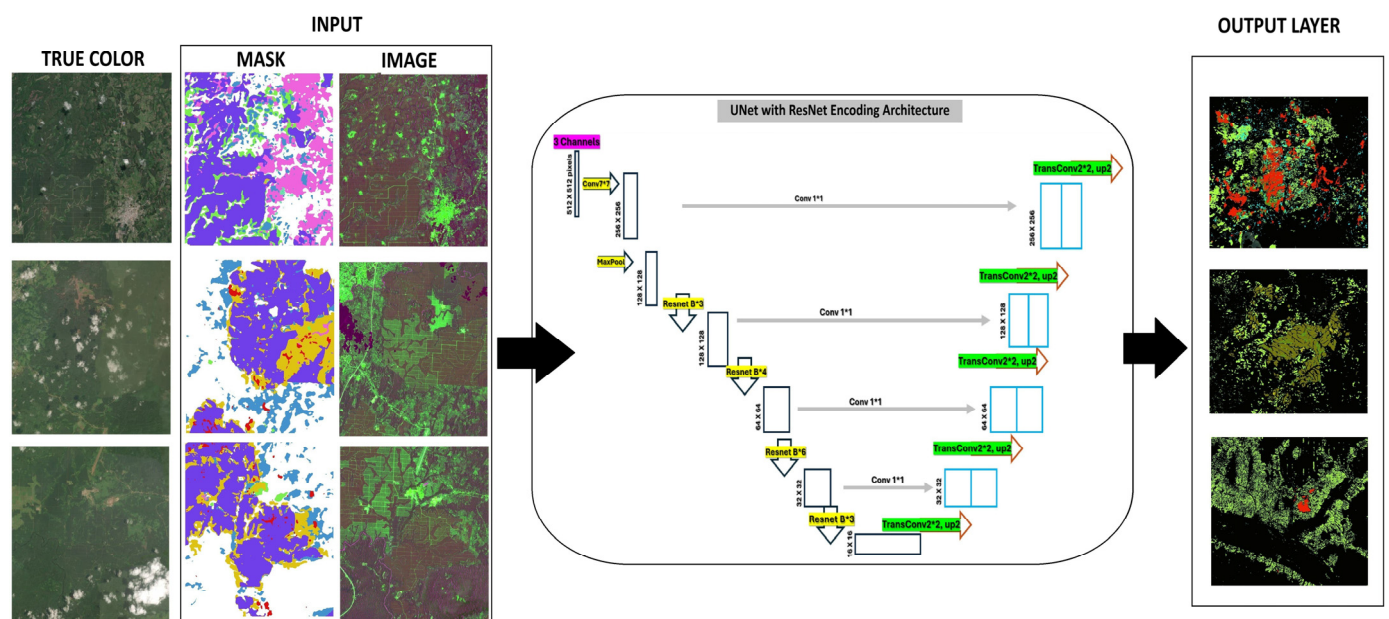 INPUT
OUTPUT LAYER
TRUE COLOR
MASK
IMAGE
UNet with ResNet Encoding Architecture
3 Channels
512 X 512 pixels
Conv7*7
256 X 256
Conv 1*1
256 X 256
TransConv2*2, up2
MaxPool
128 X 128
Resnet B*3
128 X 128
Conv 1*1
128 X 128
TransConv2*2, up2
TransConv2*2, up2
Resnet B*4
64 X 64
Conv 1*1
64 X 64
TransConv2*2, up2
Resnet B*6
32 X 32
Conv 1*1
32 X 32
TransConv2*2, up2
Resnet B*3
16 X 16